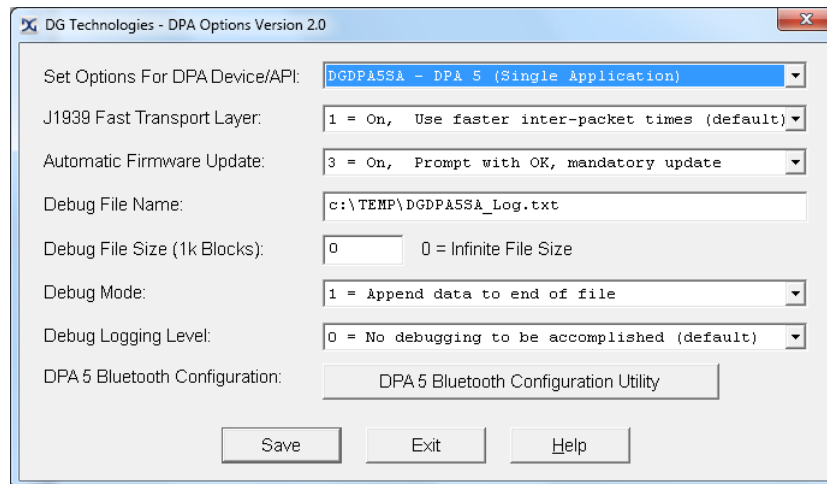 DG Technologies - DPA Options Version 2.0
Set Options For DPA Device/API: DGDPA5SA - DPA 5 (Single Application)
J1939 Fast Transport Layer: 1 = On,  Use faster inter-packet times (default)
Automatic Firmware Update: 3 = On,  Prompt with OK, mandatory update
Debug File Name: c:\TEMP\DGDPA5SA_Log.txt
Debug File Size (1k Blocks): 0 0 = Infinite File Size
Debug Mode: 1 = Append data to end of file
Debug Logging Level: 0 = No debugging to be accomplished (default)
DPA 5 Bluetooth Configuration: DPA 5 Bluetooth Configuration Utility
Save Exit Help